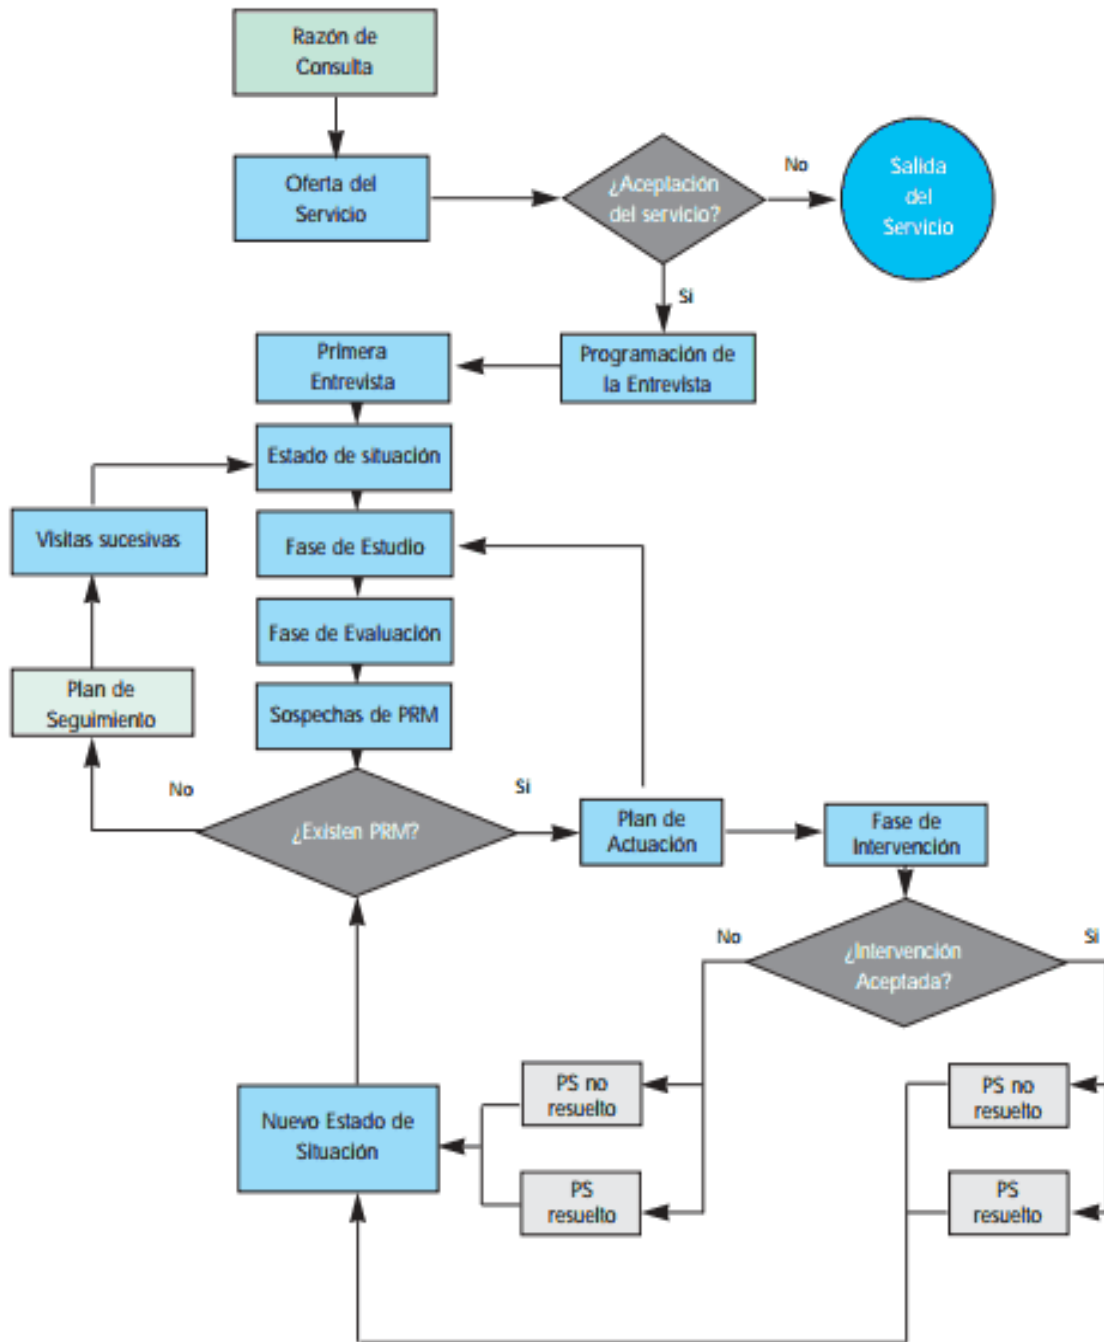 Razón de
Consulta
Oferta del
Servicio
¿Aceptación
del servicio?
No
Salida
del
Servicio
Si
Primera
Entrevista
Programación de
la Entrevista
Estado de situación
Visitas sucesivas
Fase de Estudio
Fase de Evaluación
Plan de
Seguimiento
Sospechas de PRM
No
Si
¿Existen PRM?
Plan de
Actuación
Fase de
Intervención
No
Si
¿Intervención
Aceptada?
PS no
resuelto
PS no
resuelto
Nuevo Estado de
Situación
PS
resuelto
PS
resuelto